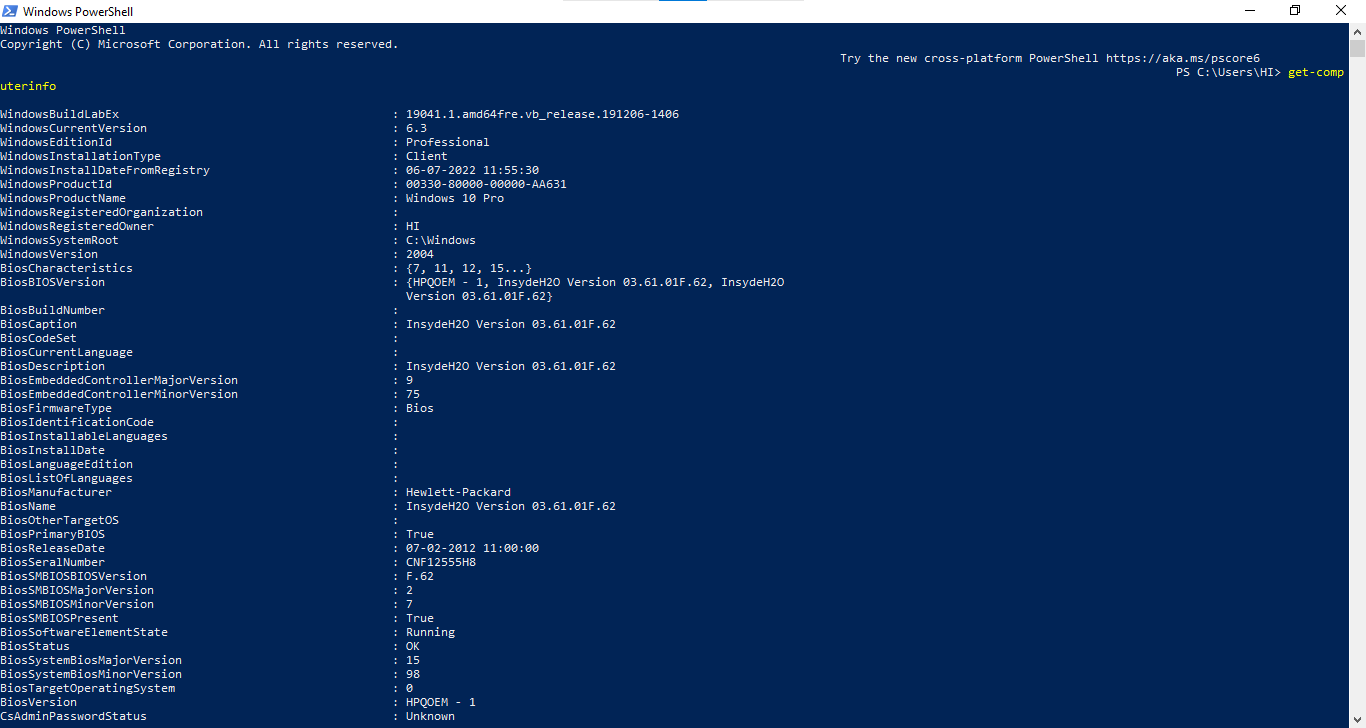 Windows PowerShell
Windows PowerShell
Copyright (C) Microsoft Corporation. All rights reserved.
Try the new cross-platform PowerShell https://aka.ms/pscore6
PS C:\Users\HI> get-comp
uterinfo
WindowsBuildLabEx : 19041.1.amd64fre.vb_release.191206-1406
WindowsCurrentVersion : 6.3
WindowsEditionId : Professional
WindowsInstallationType : Client
WindowsInstallDateFromRegistry : 06-07-2022 11:55:30
WindowsProductId : 00330-80000-00000-AA631
WindowsProductName : Windows 10 Pro
WindowsRegisteredOrganization :
WindowsRegisteredOwner : HI
WindowsSystemRoot : C:\Windows
WindowsVersion : 2004
BiosCharacteristics : {7, 11, 12, 15...}
BiosBIOSVersion : {HPQOEM - 1, InsydeH2O Version 03.61.01F.62, InsydeH2O
Version 03.61.01F.62}
BiosBuildNumber :
BiosCaption : InsydeH2O Version 03.61.01F.62
BiosCodeSet :
BiosCurrentLanguage :
BiosDescription : InsydeH2O Version 03.61.01F.62
BiosEmbeddedControllerMajorVersion : 9
BiosEmbeddedControllerMinorVersion : 75
BiosFirmwareType : Bios
BiosIdentificationCode :
BiosInstallableLanguages :
BiosInstallDate :
BiosLanguageEdition :
BiosListOfLanguages :
BiosManufacturer : Hewlett-Packard
BiosName : InsydeH2O Version 03.61.01F.62
BiosOtherTargetOS :
BiosPrimaryBIOS : True
BiosReleaseDate : 07-02-2012 11:00:00
BiosSeralNumber : CNF12555H8
BiosSMBIOSBIOSVersion : F.62
BiosSMBIOSMajorVersion : 2
BiosSMBIOSMinorVersion : 7
BiosSMBIOSPresent : True
BiosSoftwareElementState : Running
BiosStatus : OK
BiosSystemBiosMajorVersion : 15
BiosSystemBiosMinorVersion : 98
BiosTargetOperatingSystem : 0
BiosVersion : HPQOEM - 1
CsAdminPasswordStatus : Unknown